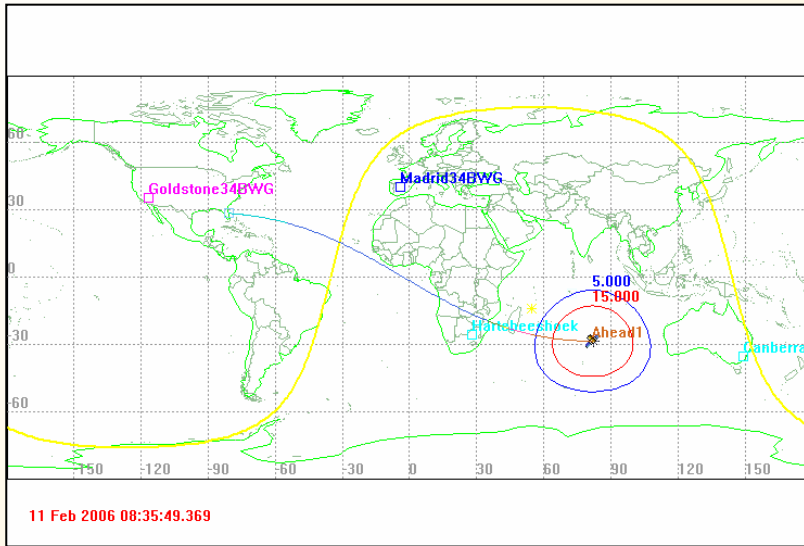 60
Madrid34BWG
Goldstone34BWG
30
0
5.000
15.000
Hartebeeshoek
Ahead1
-30
Canberra
-60
-150 -120 -90 -60 -30 0 30 60 90 120 150
11 Feb 2006 08:35:49.369